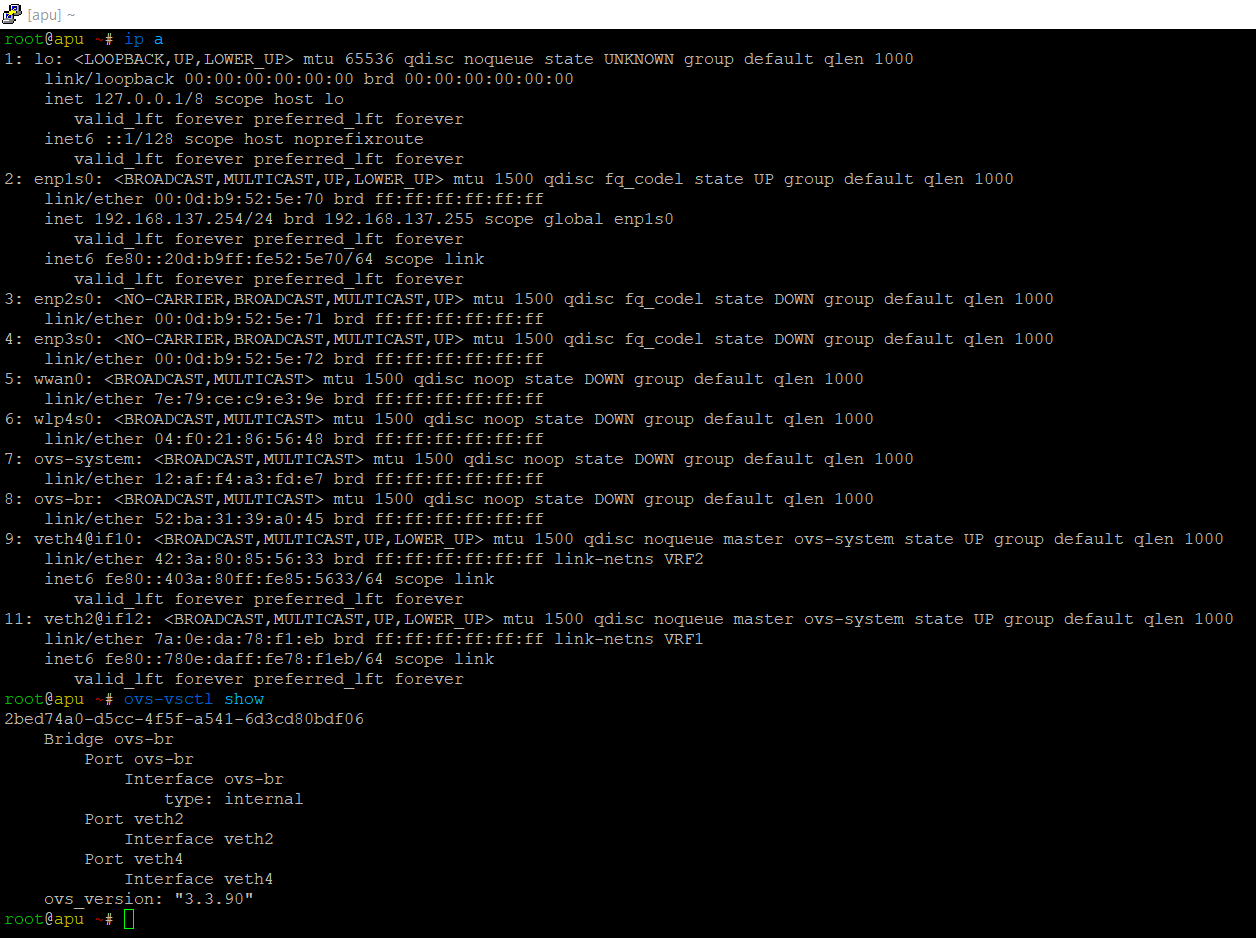 [apu] ~
root@apu ~# ip a
1: lo: <LOOPBACK,UP,LOWER_UP> mtu 65536 qdisc noqueue state UNKNOWN group default qlen 1000
    link/loopback 00:00:00:00:00:00 brd 00:00:00:00:00:00
    inet 127.0.0.1/8 scope host lo
       valid_lft forever preferred_lft forever
    inet6 ::1/128 scope host noprefixroute
       valid_lft forever preferred_lft forever
2: enp1s0: <BROADCAST,MULTICAST,UP,LOWER_UP> mtu 1500 qdisc fq_codel state UP group default qlen 1000
    link/ether 00:0d:b9:52:5e:70 brd ff:ff:ff:ff:ff:ff
    inet 192.168.137.254/24 brd 192.168.137.255 scope global enp1s0
       valid_lft forever preferred_lft forever
    inet6 fe80::20d:b9ff:fe52:5e70/64 scope link
       valid_lft forever preferred_lft forever
3: enp2s0: <NO-CARRIER,BROADCAST,MULTICAST,UP> mtu 1500 qdisc fq_codel state DOWN group default qlen 1000
    link/ether 00:0d:b9:52:5e:71 brd ff:ff:ff:ff:ff:ff
4: enp3s0: <NO-CARRIER,BROADCAST,MULTICAST,UP> mtu 1500 qdisc fq_codel state DOWN group default qlen 1000
    link/ether 00:0d:b9:52:5e:72 brd ff:ff:ff:ff:ff:ff
5: wwan0: <BROADCAST,MULTICAST> mtu 1500 qdisc noop state DOWN group default qlen 1000
    link/ether 7e:79:ce:c9:e3:9e brd ff:ff:ff:ff:ff:ff
6: wlp4s0: <BROADCAST,MULTICAST> mtu 1500 qdisc noop state DOWN group default qlen 1000
    link/ether 04:f0:21:86:56:48 brd ff:ff:ff:ff:ff:ff
7: ovs-system: <BROADCAST,MULTICAST> mtu 1500 qdisc noop state DOWN group default qlen 1000
    link/ether 12:af:f4:a3:fd:e7 brd ff:ff:ff:ff:ff:ff
8: ovs-br: <BROADCAST,MULTICAST> mtu 1500 qdisc noop state DOWN group default qlen 1000
    link/ether 52:ba:31:39:a0:45 brd ff:ff:ff:ff:ff:ff
9: veth4@if10: <BROADCAST,MULTICAST,UP,LOWER_UP> mtu 1500 qdisc noqueue master ovs-system state UP group default qlen 1000
    link/ether 42:3a:80:85:56:33 brd ff:ff:ff:ff:ff:ff link-netns VRF2
    inet6 fe80::403a:80ff:fe85:5633/64 scope link
       valid_lft forever preferred_lft forever
11: veth2@if12: <BROADCAST,MULTICAST,UP,LOWER_UP> mtu 1500 qdisc noqueue master ovs-system state UP group default qlen 1000
    link/ether 7a:0e:da:78:f1:eb brd ff:ff:ff:ff:ff:ff link-netns VRF1
    inet6 fe80::780e:daff:fe78:f1eb/64 scope link
       valid_lft forever preferred_lft forever
root@apu ~# ovs-vsctl show
2bed74a0-d5cc-4f5f-a541-6d3cd80bdf06
    Bridge ovs-br
        Port ovs-br
            Interface ovs-br
                type: internal
        Port veth2
            Interface veth2
        Port veth4
            Interface veth4
    ovs_version: "3.3.90"
root@apu ~#